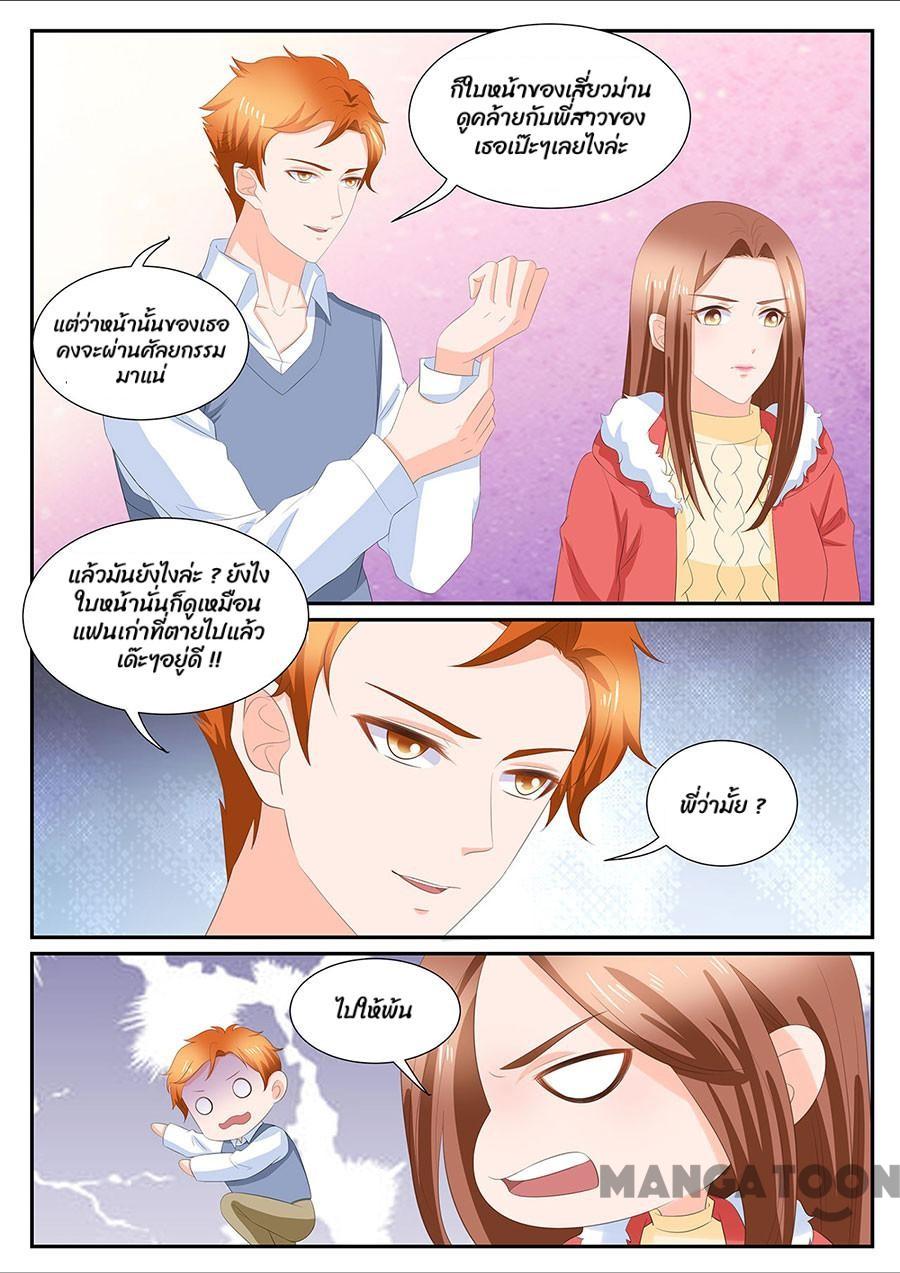 ก็ใบหน้าของเสี่ยวม่าน
ดูคล้ายกับพี่สาวของ
เธอเป๊ะๆเลยไงล่ะ
แต่ว่าหน้านั้นของเธอ
คงจะผ่านศัลยกรรม
มาแน่
แล้วมันยังไงล่ะ ? ยังไง
ใบหน้านั่นก็ดูเหมือน
แฟนเก่าที่ตายไปแล้ว
เด๊ะๆอยู่ดี !!
พี่ว่ามั้ย ?
ไปให้พ้น
MANGATOON